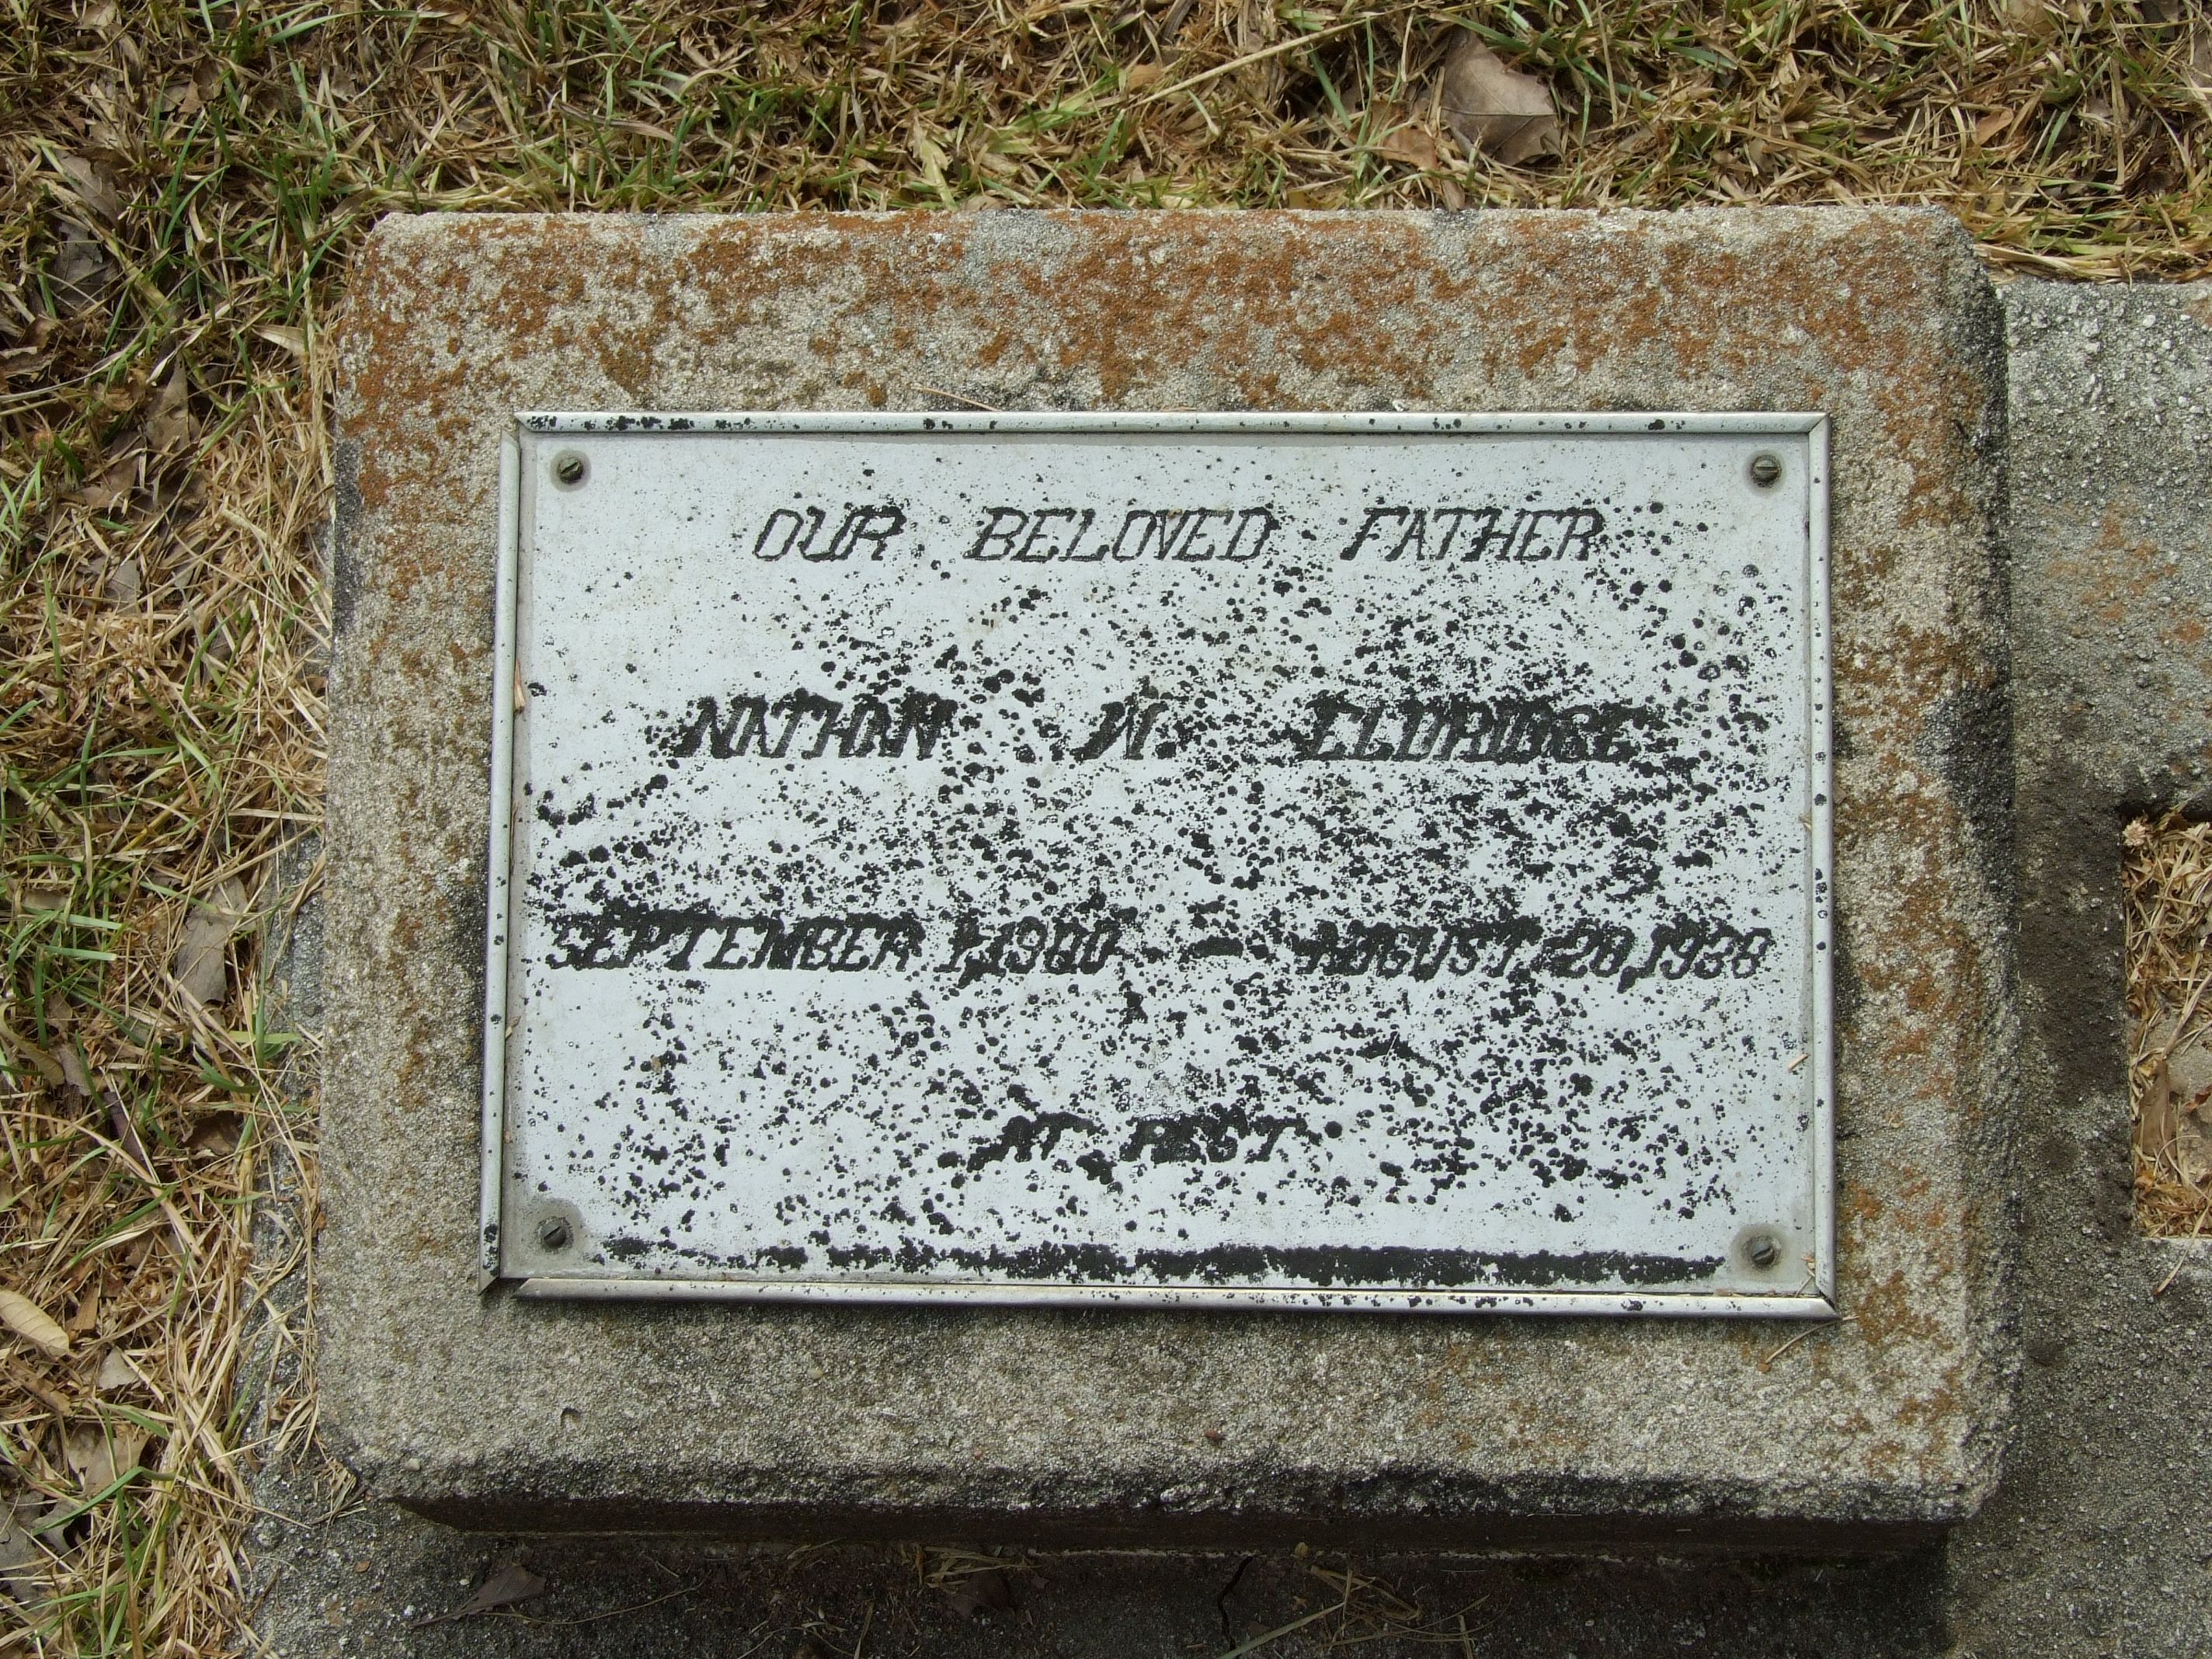 OUR BELOVED FATHER
NATHAN W. ELDRIDGE
SEPTEMBER 1,1900 — AUGUST 20,1938
AT REST